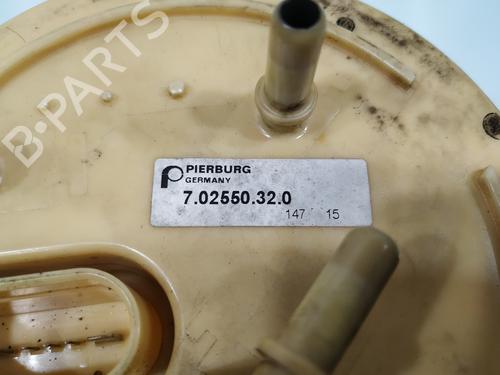 B-PARTS
PIERBURG
GERMANY
7.02550.32.0
147 15